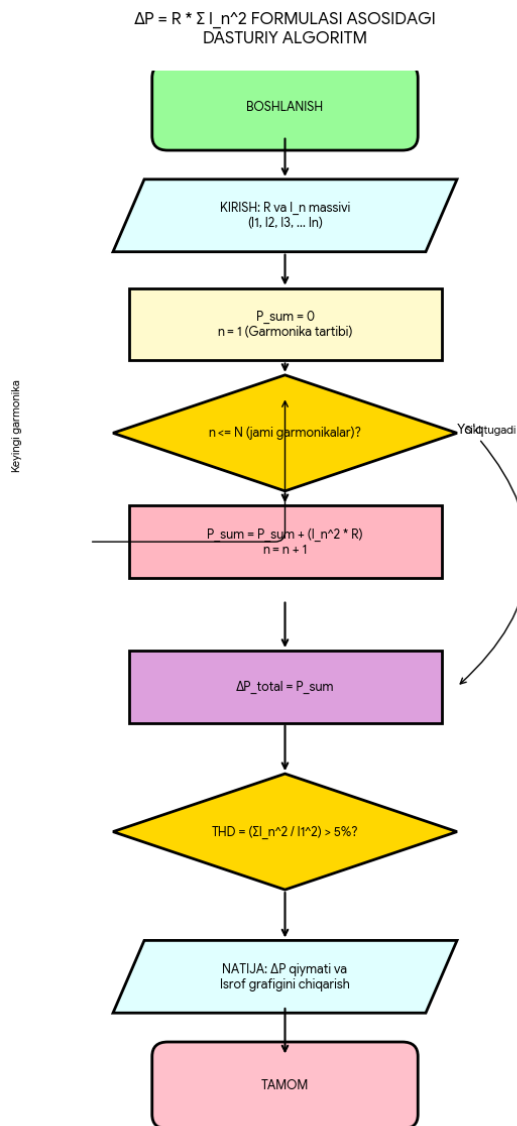 ΔP = R * Σ I_n^2 FORMULASI ASOSIDAGI
DASTURIY ALGORITM
BOSHLANISH
KIRISH: R va I_n massivi
(I1, I2, I3, ... In)
P_sum = 0
n = 1 (Garmonika tartibi)
Keyingi garmonika
n <= N (jami garmonikalar)?
P_sum = P_sum + (I_n^2 * R)
n = n + 1
ΔP_total = P_sum
THD = (ΣI_n^2 / I1^2) > 5%?
NATIJA: ΔP qiymati va
Isrof grafigini chiqarish
TAMOM